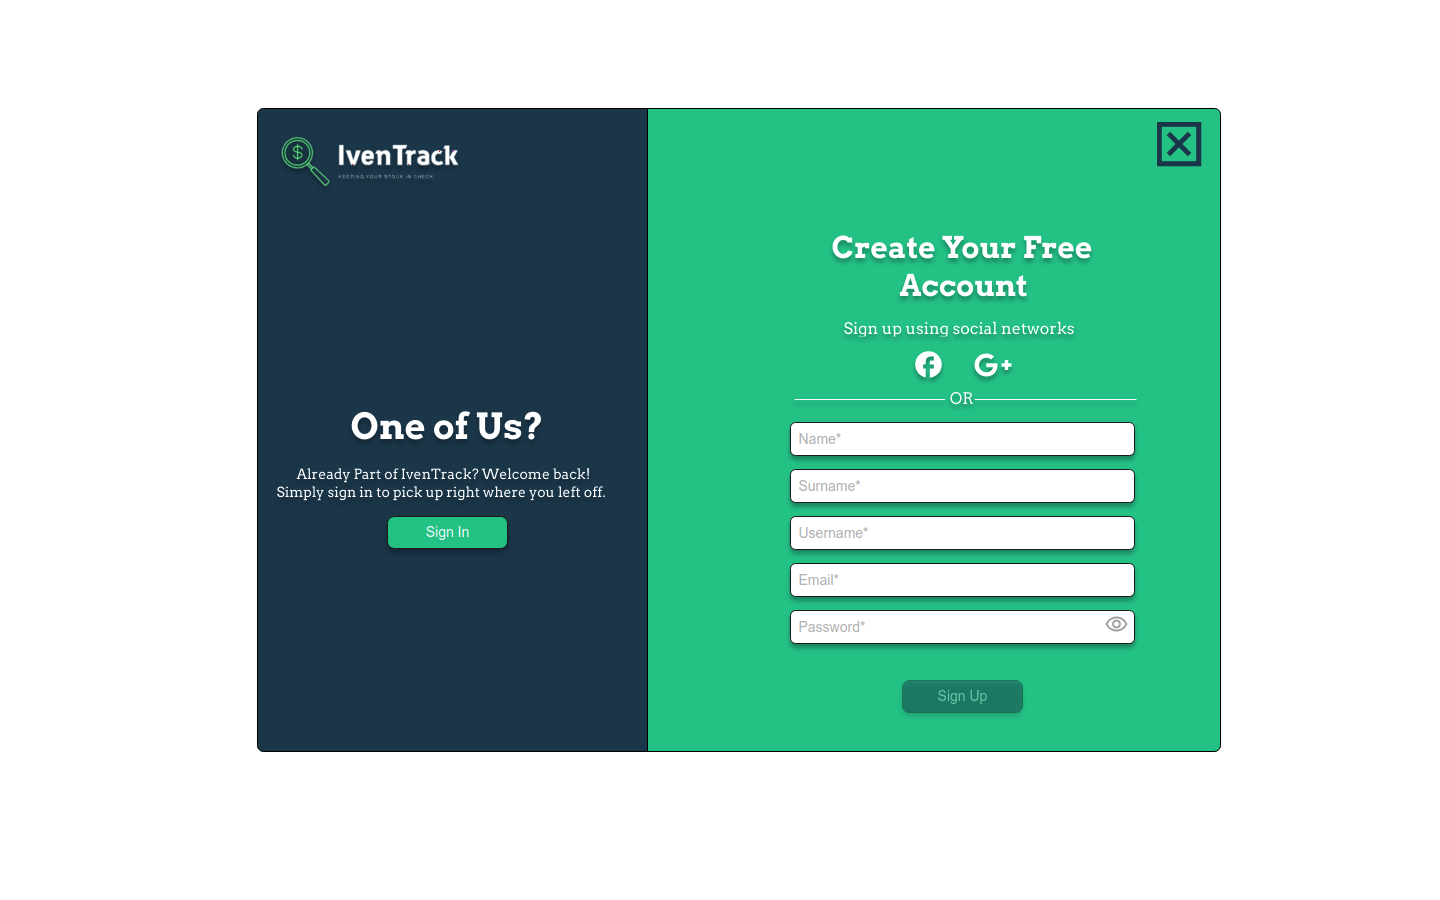 IvenTrack
KEEPING YOUR STOCK IN CHECK
One of Us?
Already Part of IvenTrack? Welcome back!
Simply sign in to pick up right where you left off.
Sign In
Create Your Free
Account
Sign up using social networks
G+
OR
Name*
Surname*
Username*
Email*
Password*
Sign Up